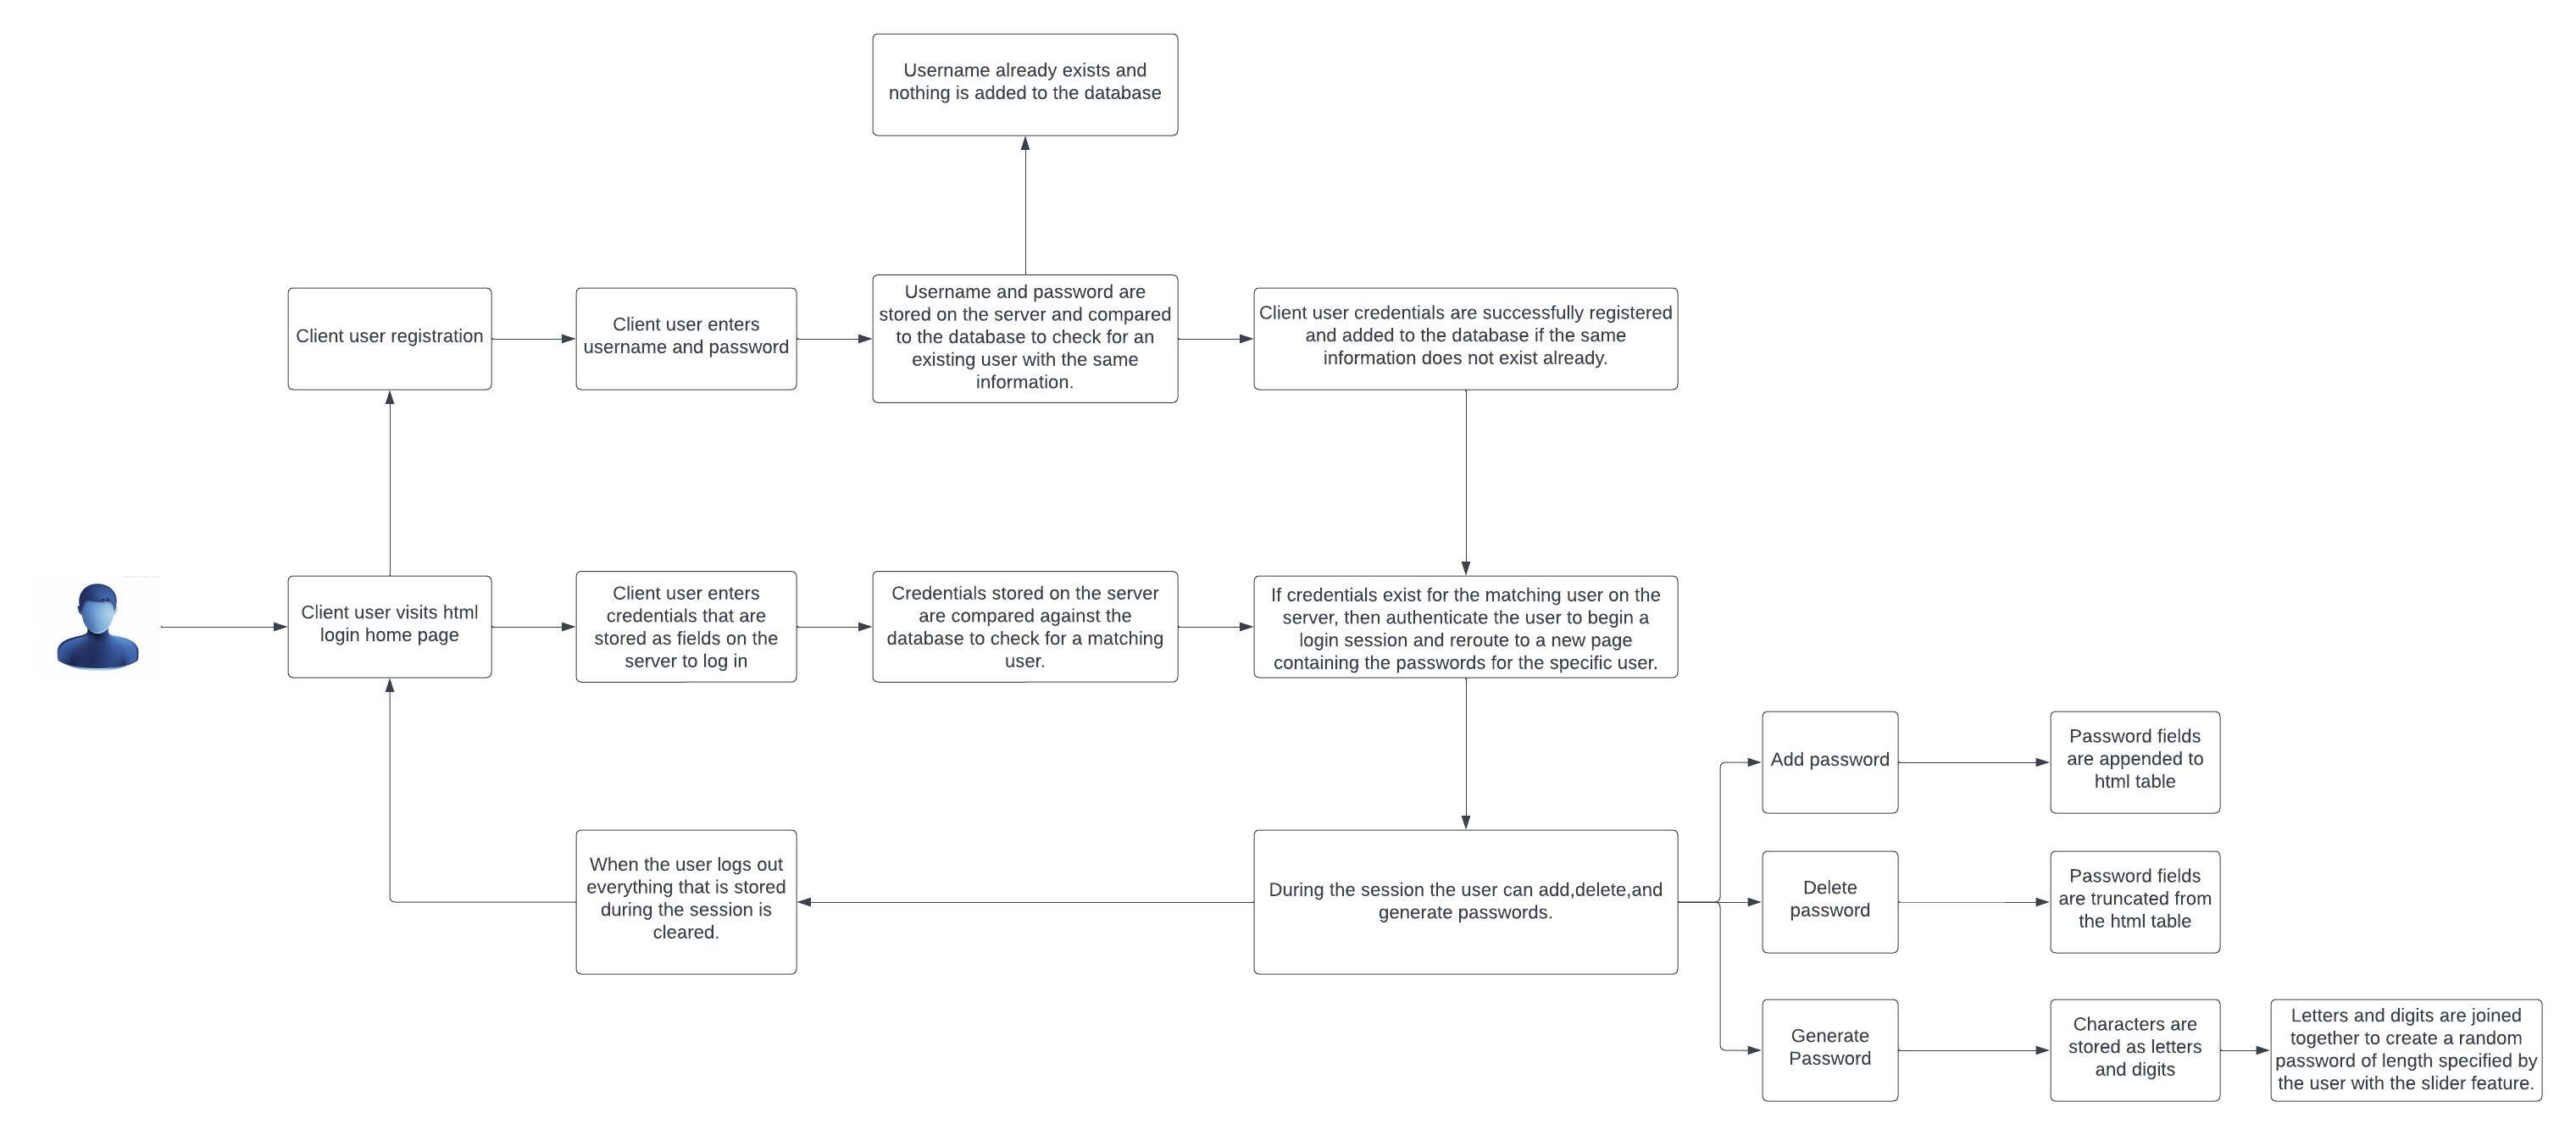 Username already exists and
nothing is added to the database
Client user registration
Client user enters
username and password
Username and password are
stored on the server and compared
to the database to check for an
existing user with the same
information.
Client user credentials are successfully registered
and added to the database if the same
information does not exist already.
Client user visits html
login home page
Client user enters
credentials that are
stored as fields on the
server to log in
Credentials stored on the server
are compared against the
database to check for a matching
user.
If credentials exist for the matching user on the
server, then authenticate the user to begin a
login session and reroute to a new page
containing the passwords for the specific user.
When the user logs out
everything that is stored
during the session is
cleared.
During the session the user can add,delete,and
generate passwords.
Add password
Password fields
are appended to
html table
Delete
password
Password fields
are truncated from
the html table
Generate
Password
Characters are
stored as letters
and digits
Letters and digits are joined
together to create a random
password of length specified by
the user with the slider feature.